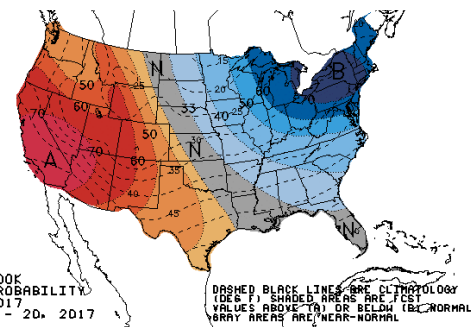 N
15
B
50
20
60
70
60
33
40
50
70
25
50
N
A
70
60
35
40
45
N
OOK
ROBABILITY
017
- 20, 2017
DASHED BLACK LINES ARE CLIMATOLOGY
(DEG F) SHADED AREAS ARE FCST
VALUES ABOVE (A) OR BELOW (B) NORMAL
GRAY AREAS ARE NEAR-NORMAL